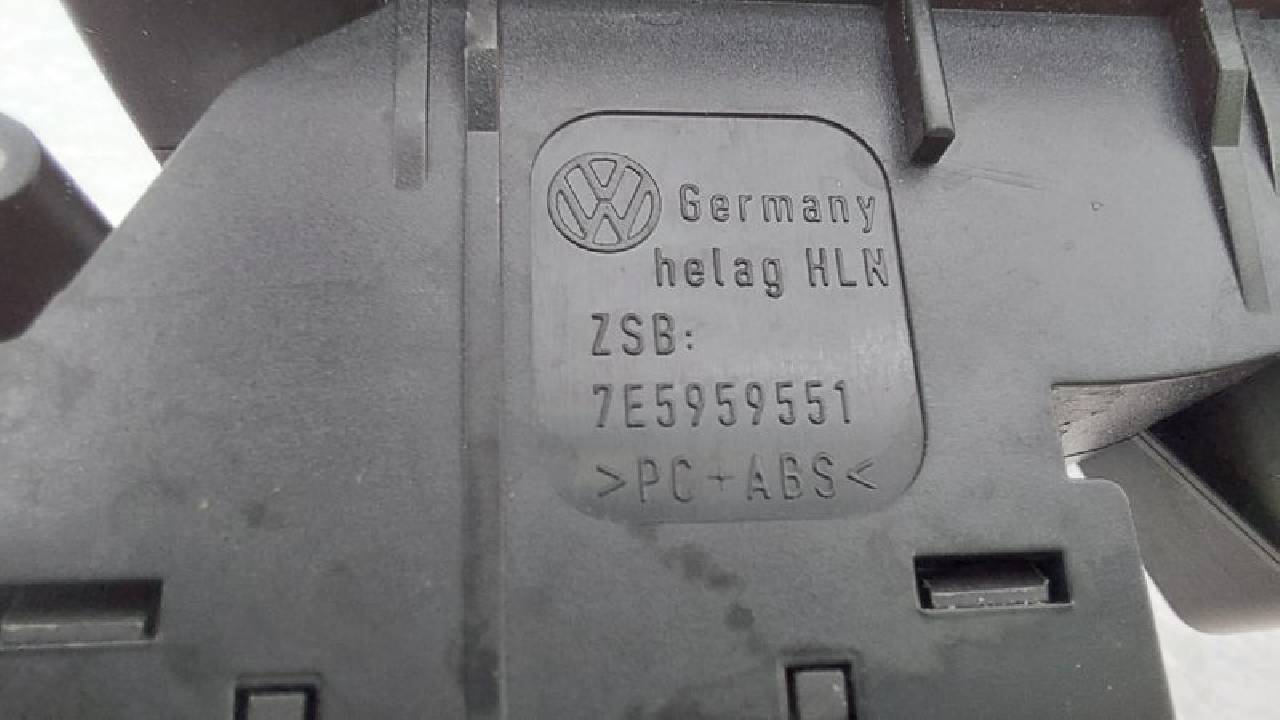 Germany
helag HLN
ZSB:
7E5959551
>PC+ABS<